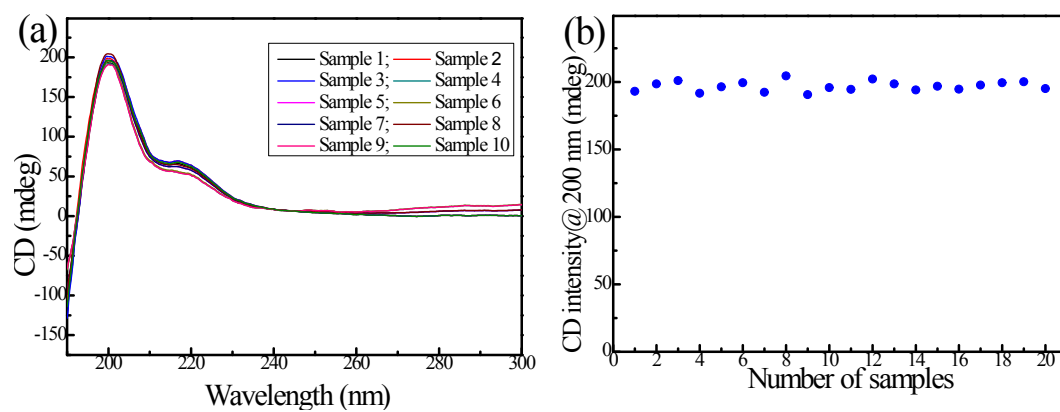 (a)
Sample 1; Sample 2
Sample 3; Sample 4
Sample 5; Sample 6
Sample 7; Sample 8
Sample 9; Sample 10
CD (mdeg)
200
150
100
50
0
-50
-100
-150
200 220 240 260 280 300
Wavelength (nm)
(b)
CD intensity@ 200 nm (mdeg)
250
200
150
100
50
0
0 2 4 6 8 10 12 14 16 18 20
Number of samples